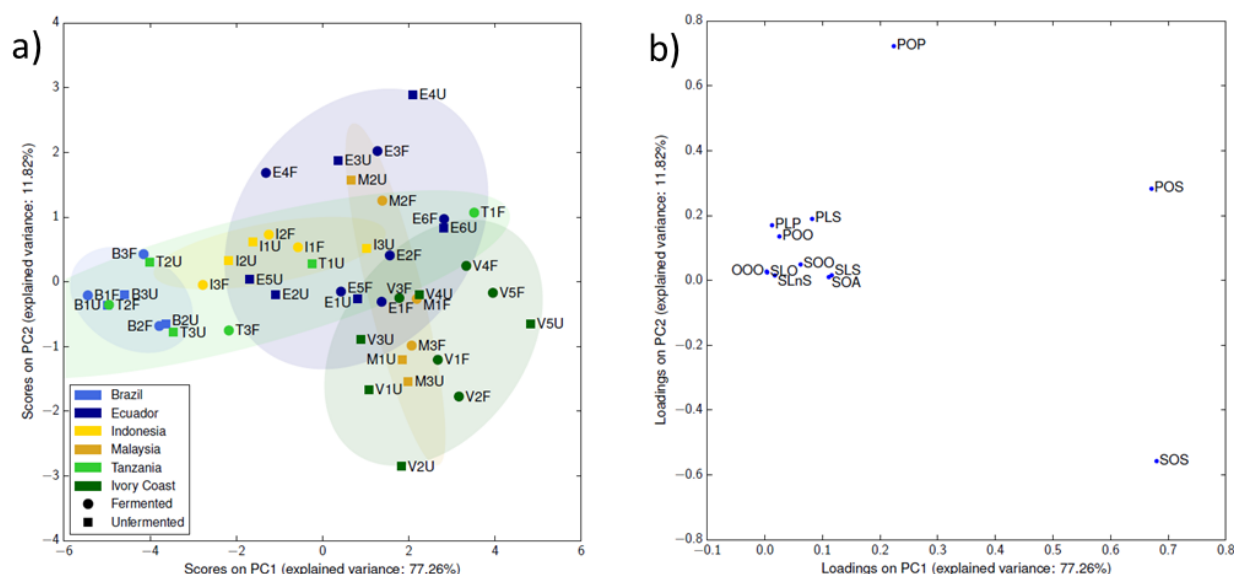 a)
Scores on PC2 (explained variance: 11.82%)
4
3
2
1
0
−1
−2
−3
−4
E4U
E3F
E3U
E4F
M2U
M2F
T1F
E6F
E6U
I2F
I1U
I1F
I3U
B3F
T2U
I2U
T1U
E2F
V4F
I3F
E5U
B1F
B3U
E2U
E5F
V3F
V4U
V5F
B1U
T2F
E1U
E1F
M1F
B2U
B2F
T3U
T3F
V5U
V3U
M3F
M1U
V1F
M3U
V1U
V2F
V2U
Brazil
Ecuador
Indonesia
Malaysia
Tanzania
Ivory Coast
Fermented
Unfermented
−6
−4
−2
0
2
4
6
Scores on PC1 (explained variance: 77.26%)
b)
Loadings on PC2 (explained variance: 11.82%)
0.8
0.6
0.4
0.2
0.0
−0.2
−0.4
−0.6
−0.8
POP
POS
PLP
PLS
POO
SOO
OOO
SLO
SLS
SLnS
SOA
SOS
−0.1
0.0
0.1
0.2
0.3
0.4
0.5
0.6
0.7
0.8
Loadings on PC1 (explained variance: 77.26%)